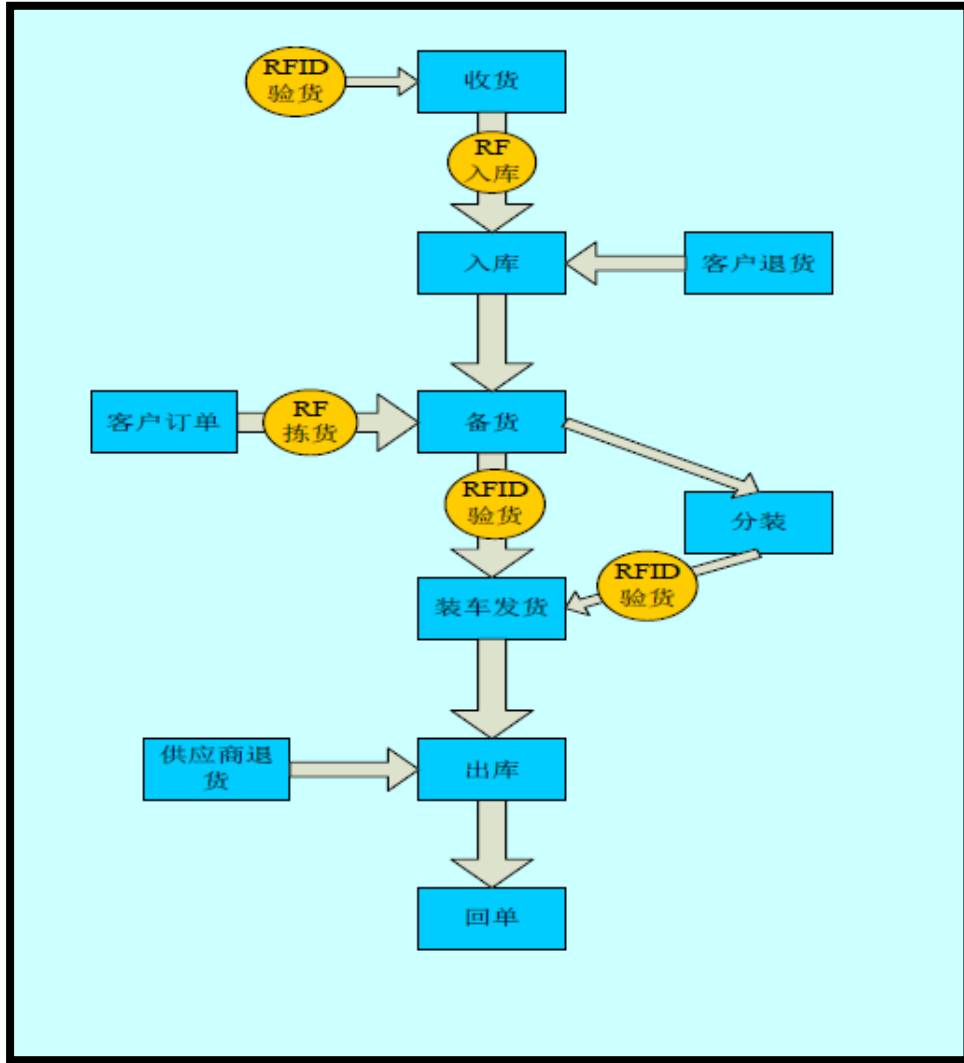 RFID
验货
收货
RF
入库
入库
客户退货
客户订单
RF
拣货
备货
RFID
验货
分装
RFID
验货
装车发货
供应商退
货
出库
回单